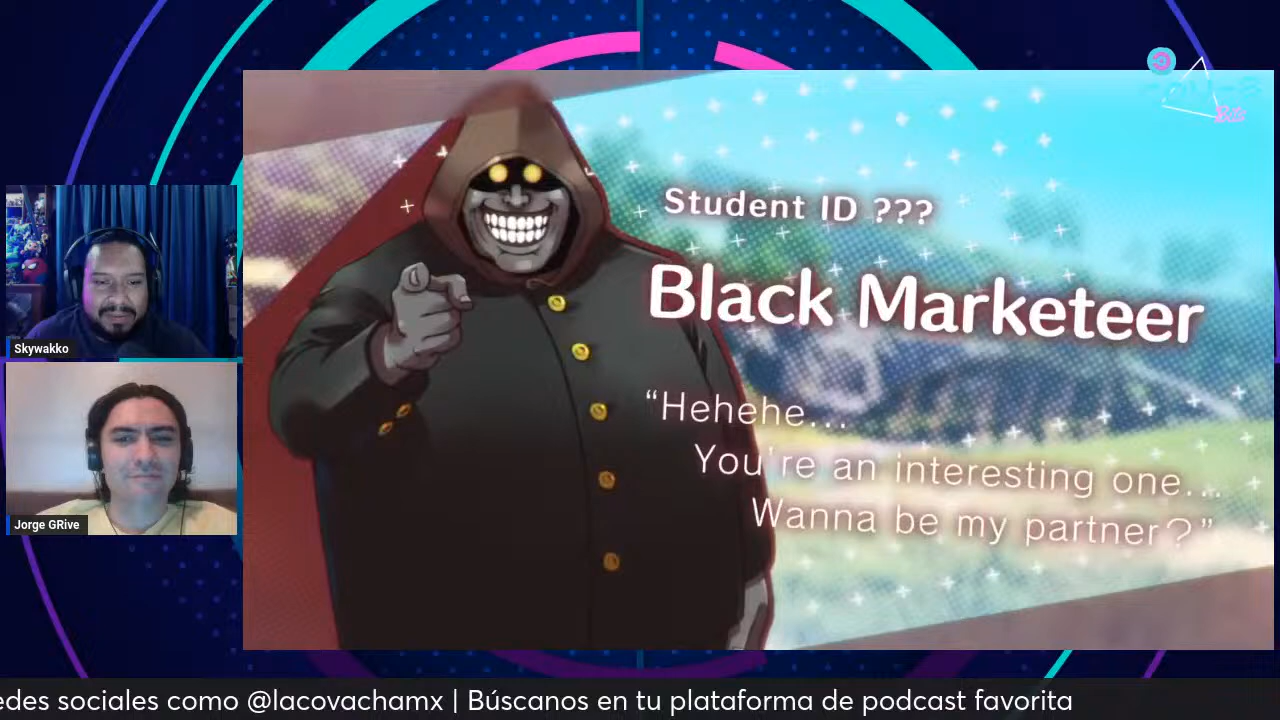 Bits
Student ID ???
Black Marketeer
“Hehehe...
You're an interesting one...
Wanna be my partner?”
Skywakko
Jorge GRive
edes sociales como @lacovachamx | Búscanos en tu plataforma de podcast favorita